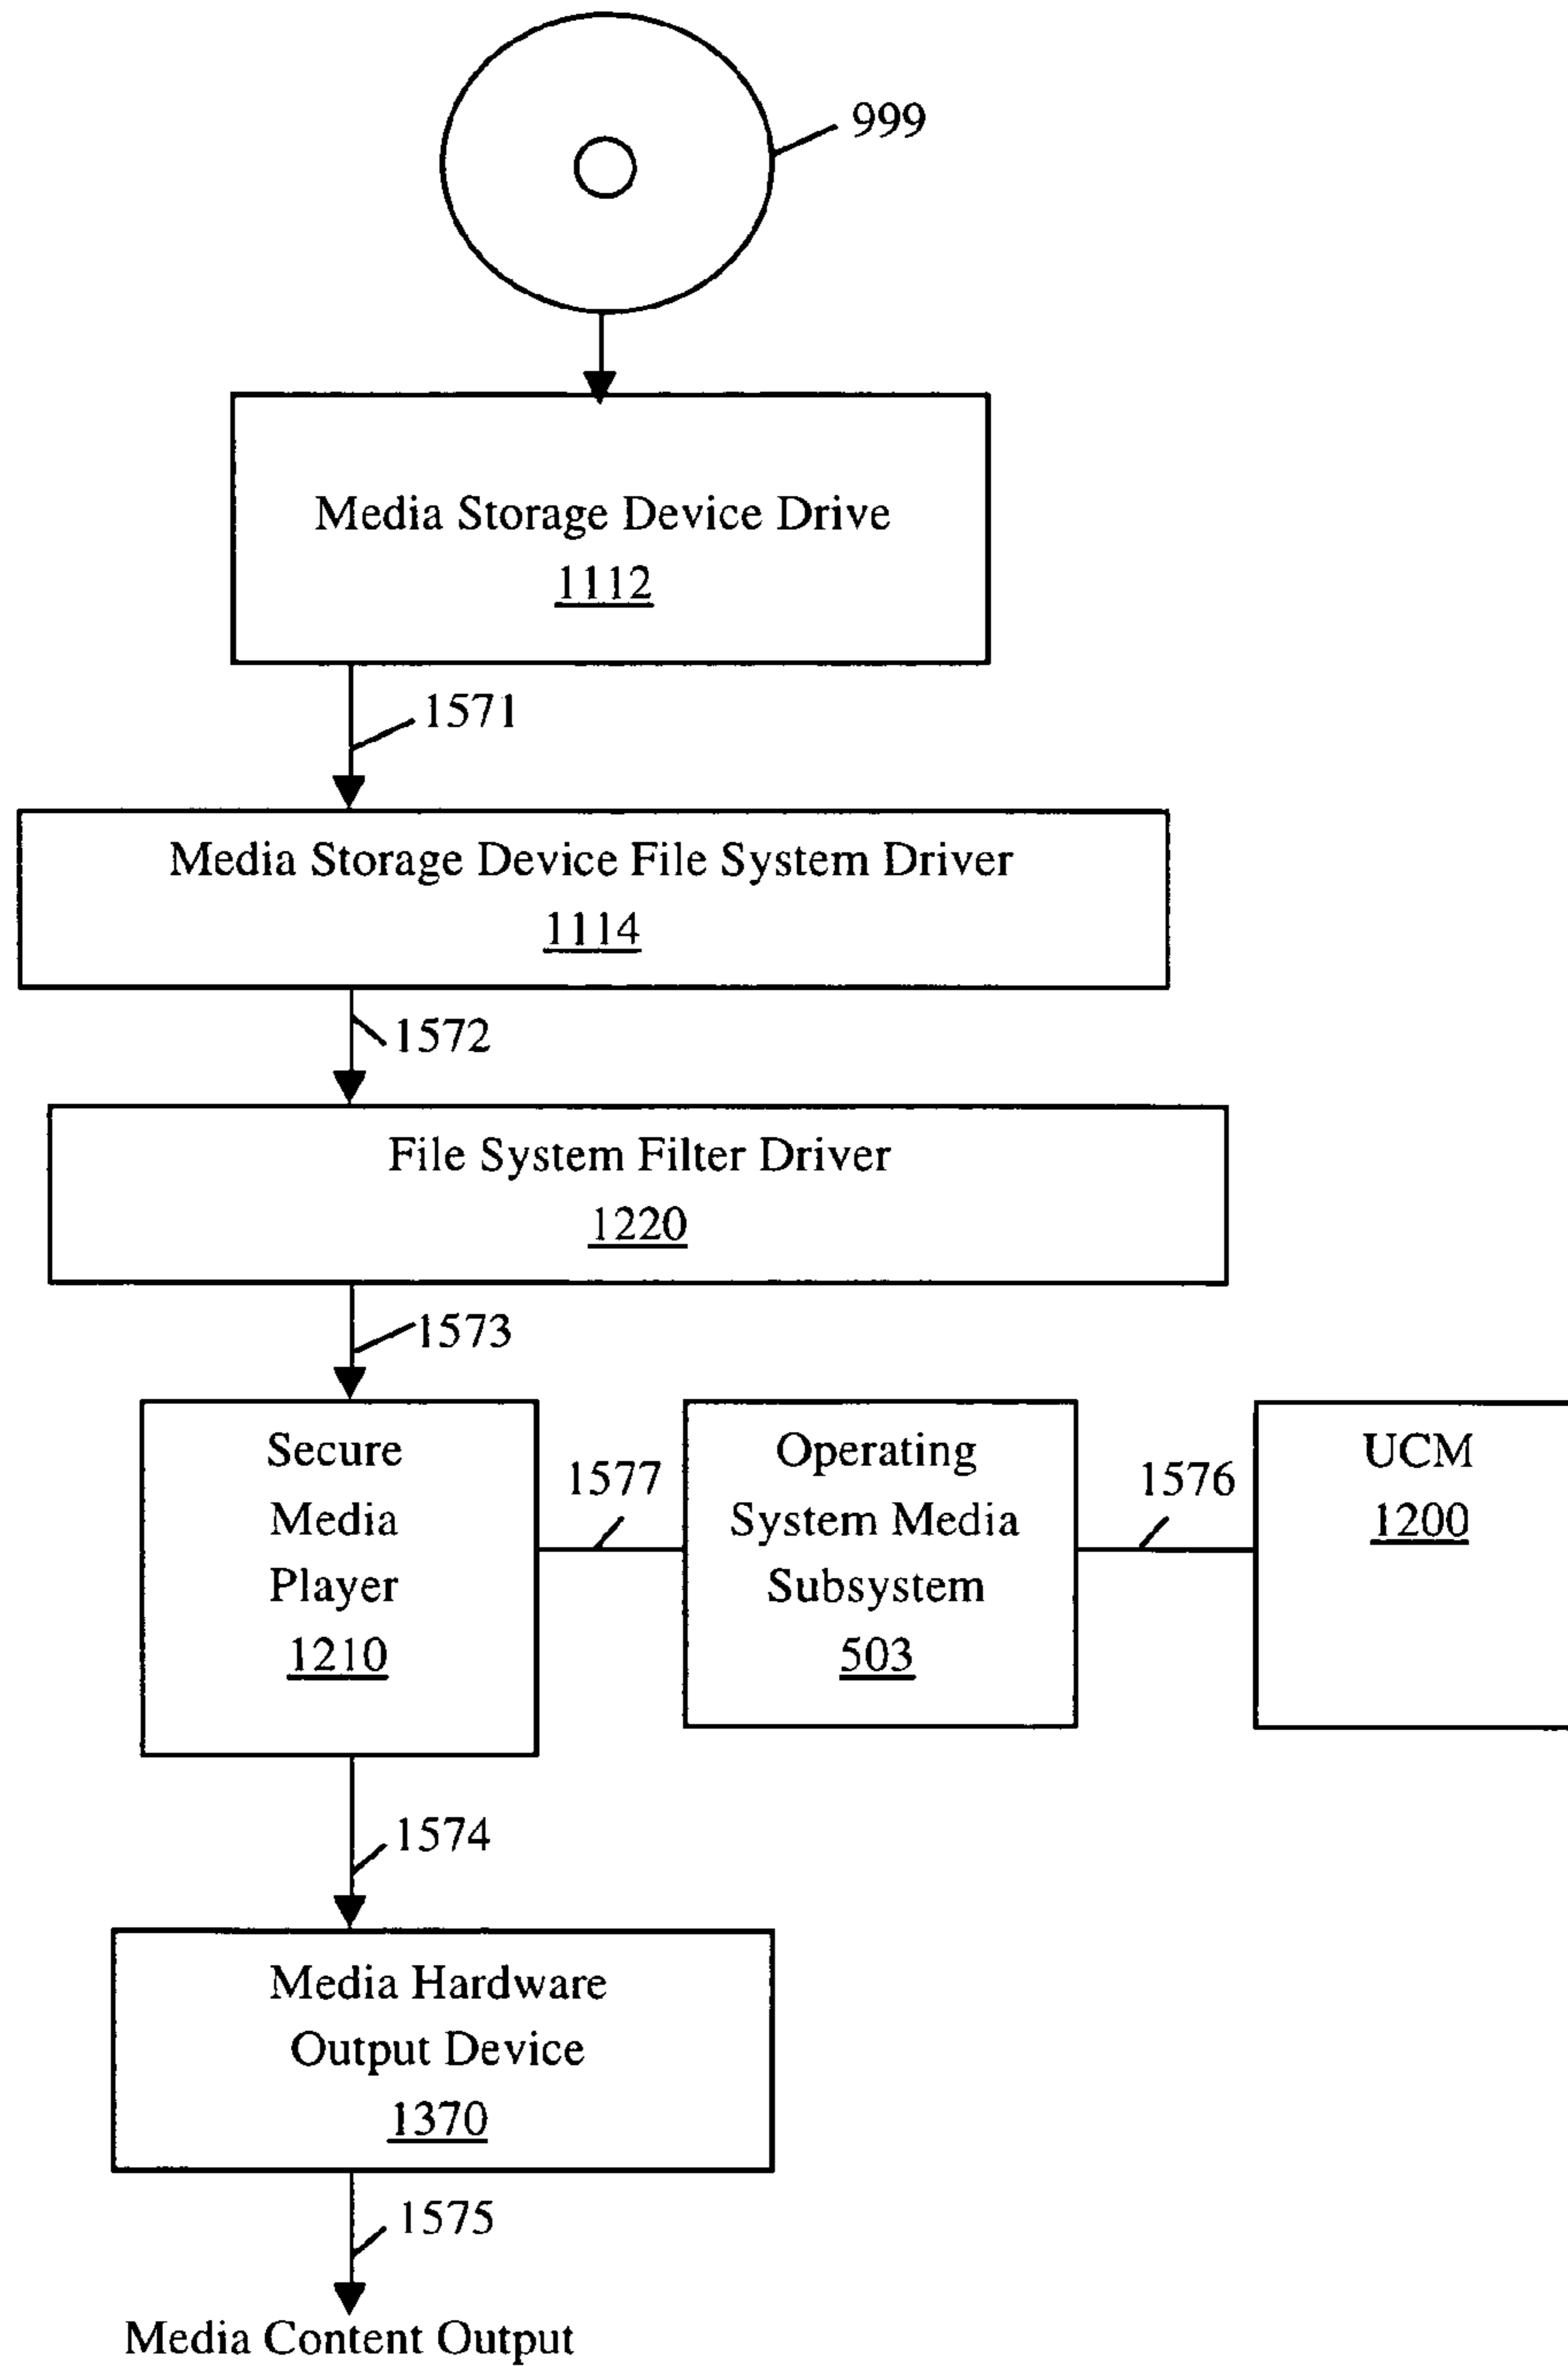 999
Media Storage Device Drive
1112
1571
Media Storage Device File System Driver
1114
1572
File System Filter Driver
1220
1573
Secure
Media
Player
1210
1577
Operating
System Media
Subsystem
503
1576
UCM
1200
1574
Media Hardware
Output Device
1370
1575
Media Content Output